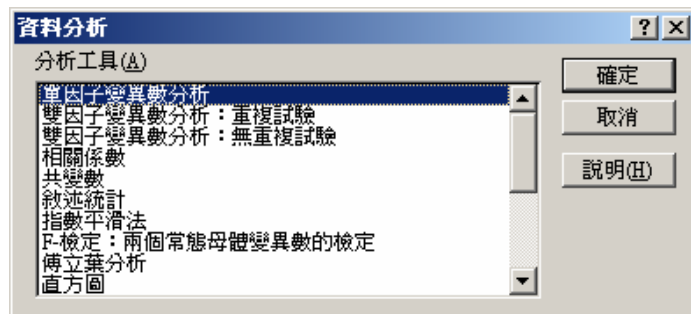 資料分析
分析工具(A)
單因子變異數分析
雙因子變異數分析：重複試驗
雙因子變異數分析：無重複試驗
相關係數
共變數
敘述統計
指數平滑法
F-檢定：兩個常態母體變異數的檢定
傅立葉分析
直方圖
確定
取消
說明(H)